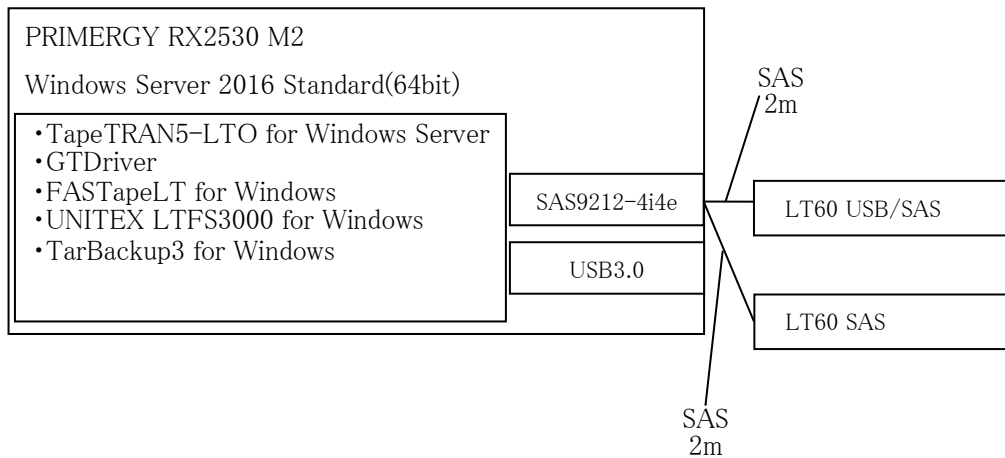 PRIMERGY RX2530 M2
Windows Server 2016 Standard(64bit)
・TapeTRAN5-LTO for Windows Server
・GTDriver
・FASTapeLT for Windows
・UNITEX LTFS3000 for Windows
・TarBackup3 for Windows
SAS9212-4i4e
USB3.0
SAS
2m
LT60 USB/SAS
LT60 SAS
SAS
2m